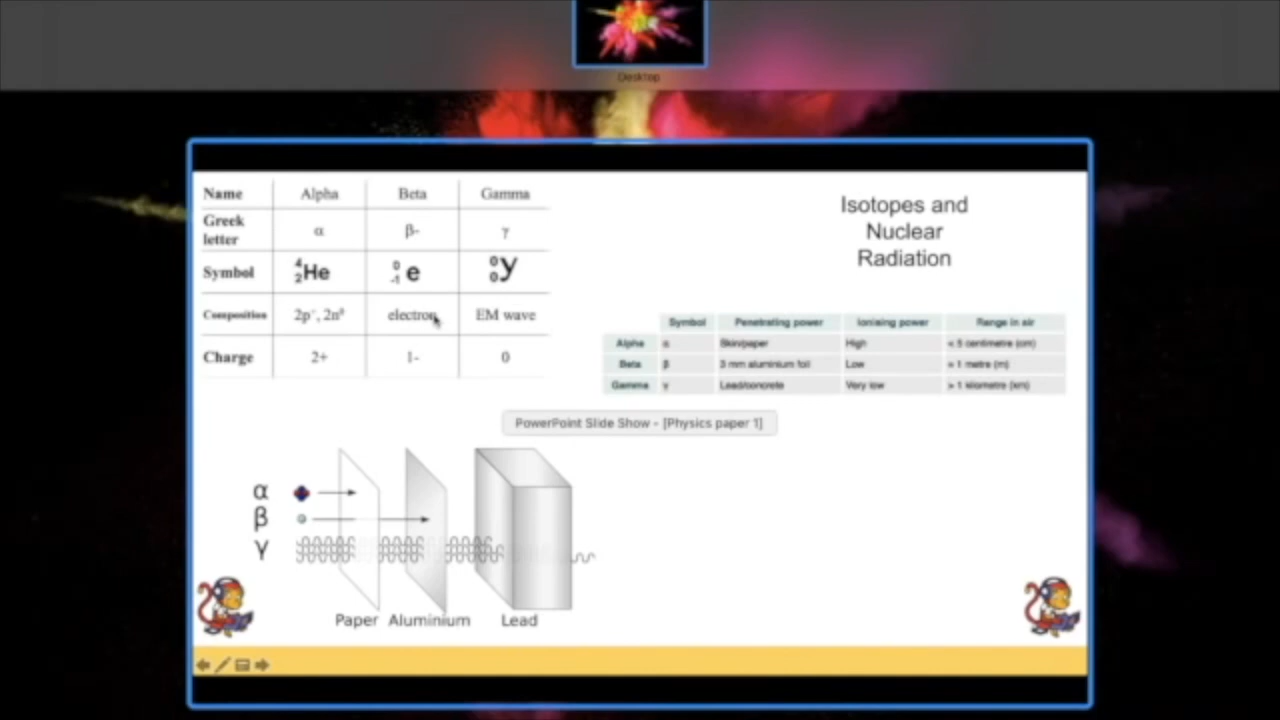 Desktop
Name Alpha Beta Gamma
Greek letter α β- γ
Symbol 4 2 He 0 -1 e 0 0 γ
Composition 2p⁺, 2n⁰ electron EM wave
Charge 2+ 1- 0
Isotopes and
Nuclear
Radiation
Symbol Penetrating power Ionising power Range in air
Alpha α Skin/paper High < 5 centimetre (cm)
Beta β 3 mm aluminium foil Low ≈ 1 metre (m)
Gamma γ Lead/concrete Very low > 1 kilometre (km)
PowerPoint Slide Show - [Physics paper 1]
α
β
γ
Paper Aluminium Lead